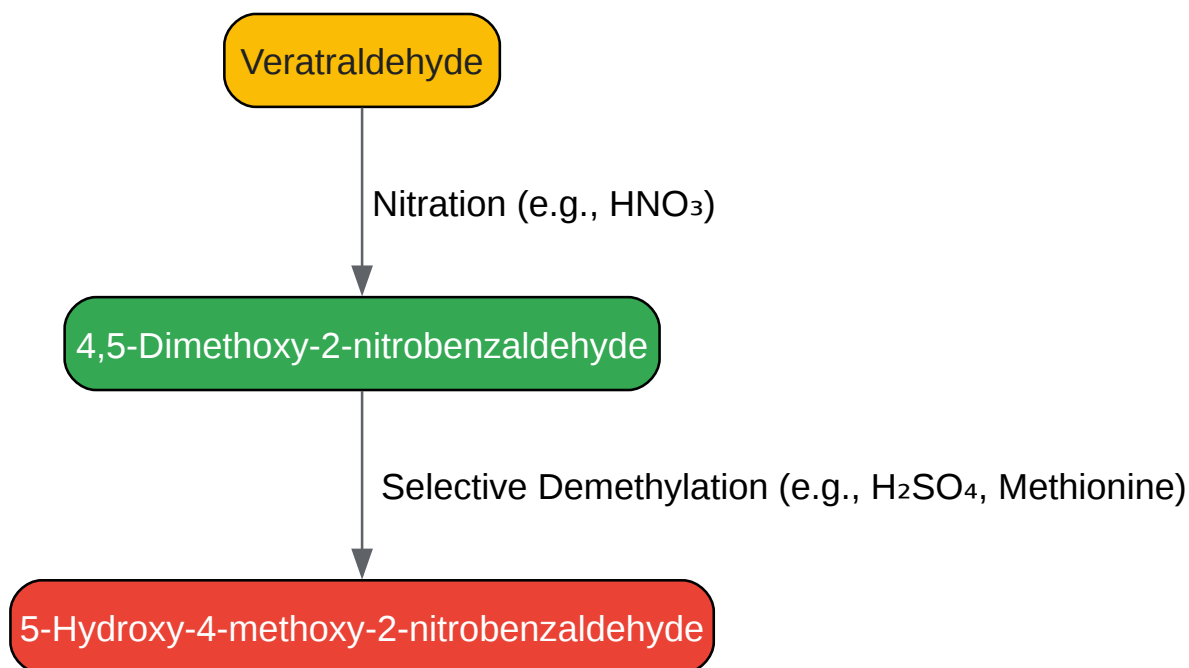 Veratraldehyde
Nitration (e.g., HNO₃)
4,5-Dimethoxy-2-nitrobenzaldehyde
Selective Demethylation (e.g., H₂SO₄, Methionine)
5-Hydroxy-4-methoxy-2-nitrobenzaldehyde